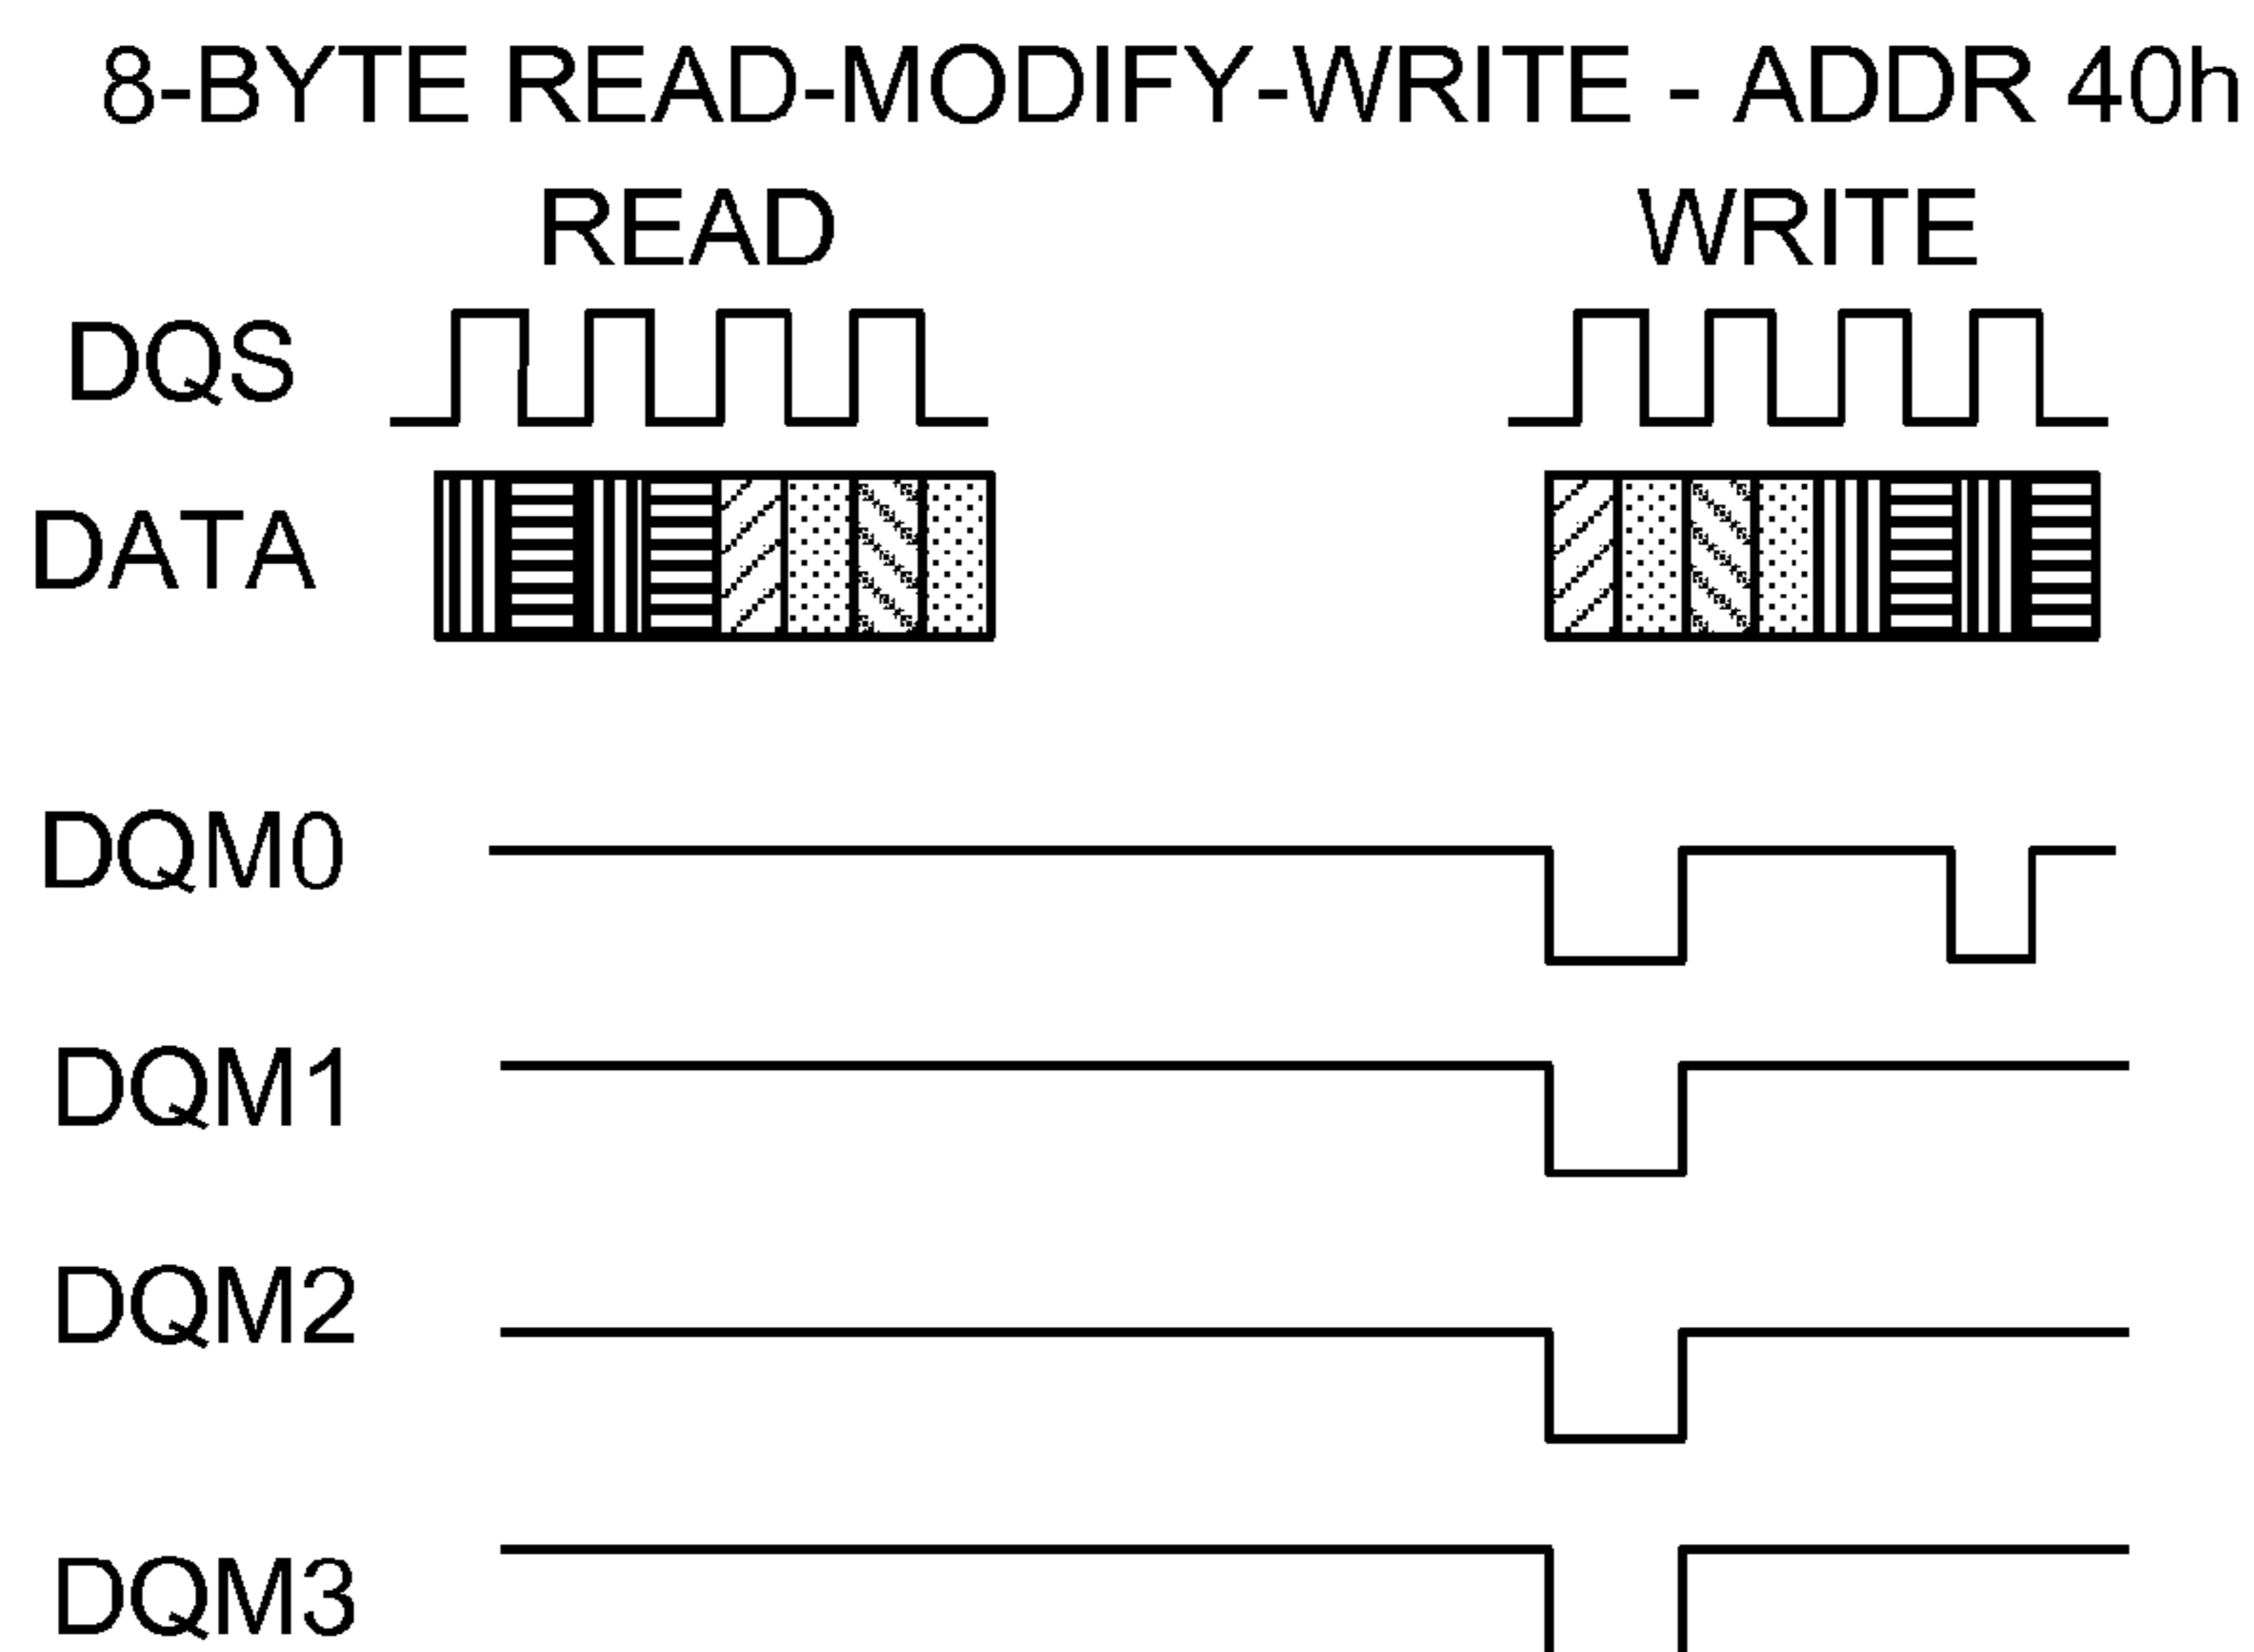 8-BYTE READ-MODIFY-WRITE - ADDR 40h
READ WRITE
DQS
DATA
DQM0
DQM1
DQM2
DQM3